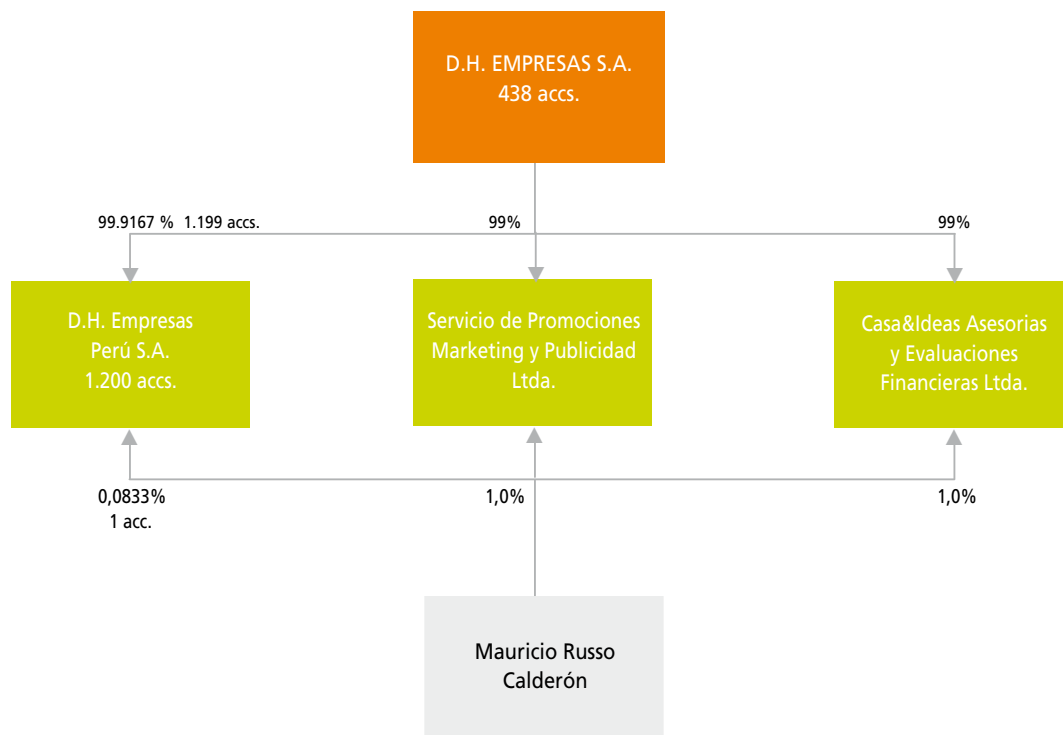 D.H. EMPRESAS S.A.
438 accs.
99.9167 % 1.199 accs.
99%
99%
D.H. Empresas
Perú S.A.
1.200 accs.
Servicio de Promociones
Marketing y Publicidad
Ltda.
Casa&Ideas Asesorias
y Evaluaciones
Financieras Ltda.
0,0833%
1 acc.
1,0%
1,0%
Mauricio Russo
Calderón